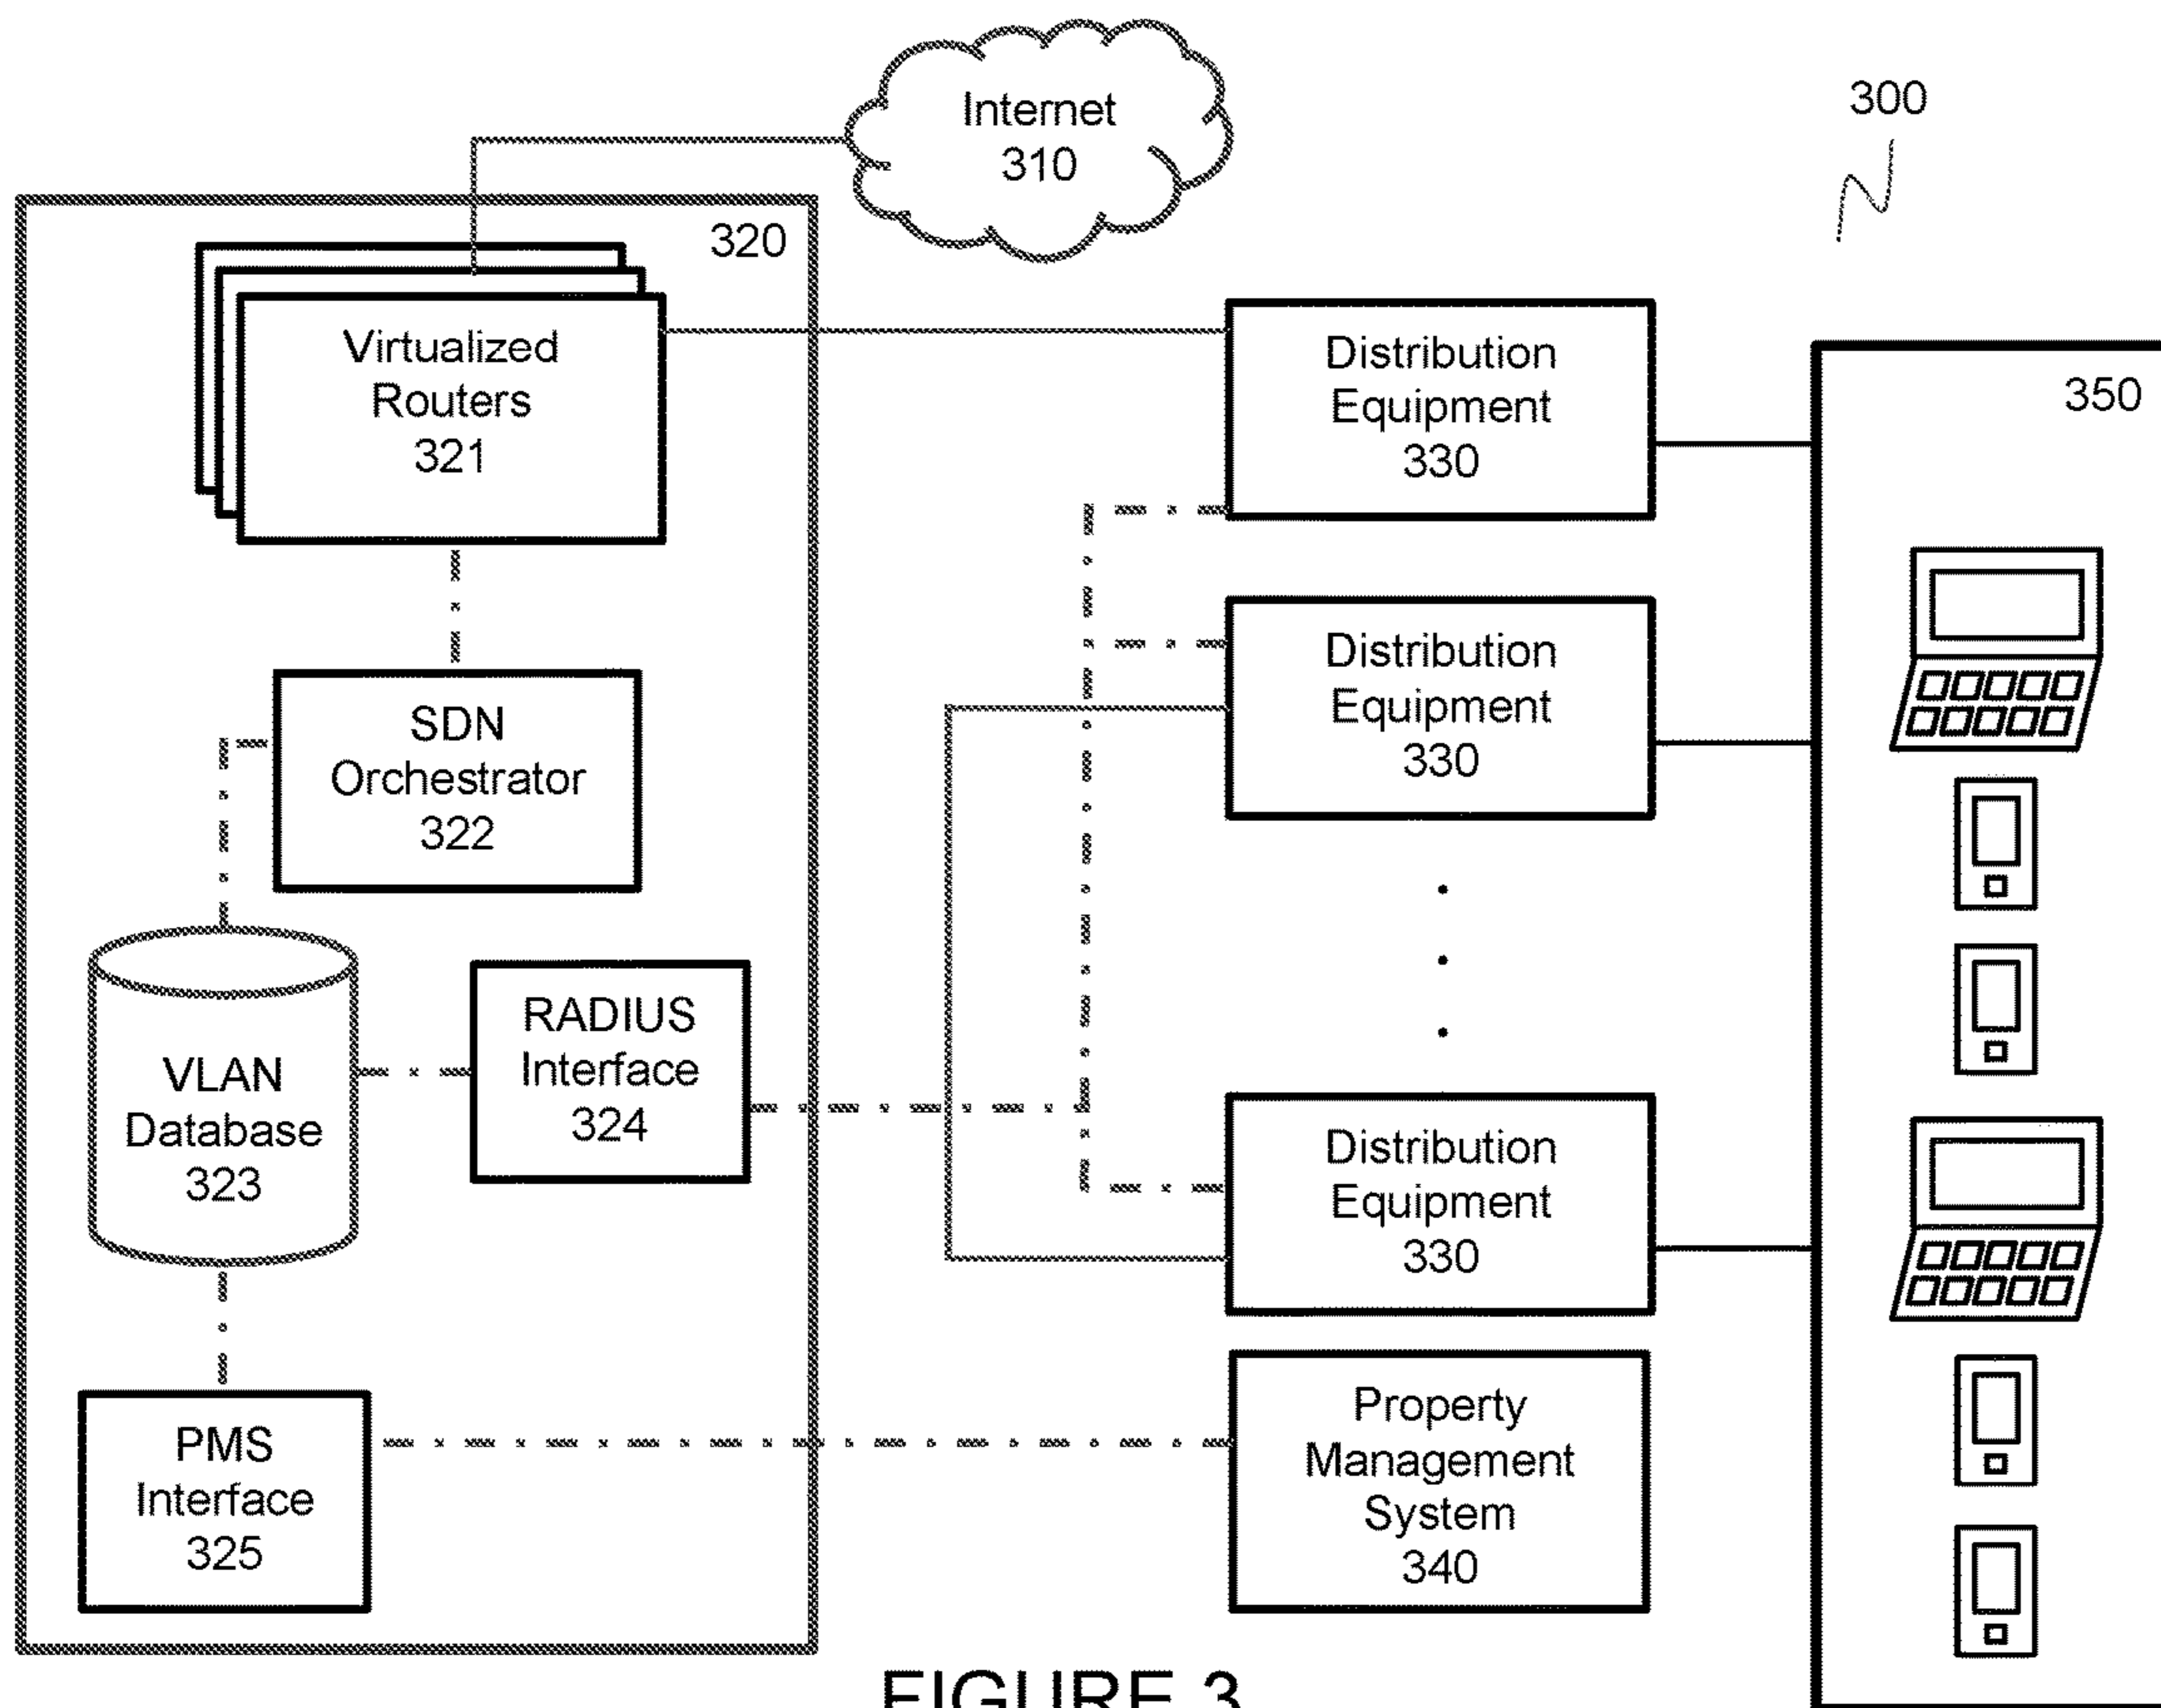 Internet
310
300
320
Virtualized
Routers
321
Distribution
Equipment
330
350
SDN
Orchestrator
322
Distribution
Equipment
330
VLAN
Database
323
RADIUS
Interface
324
Distribution
Equipment
330
PMS
Interface
325
Property
Management
System
340
FIGURE 3